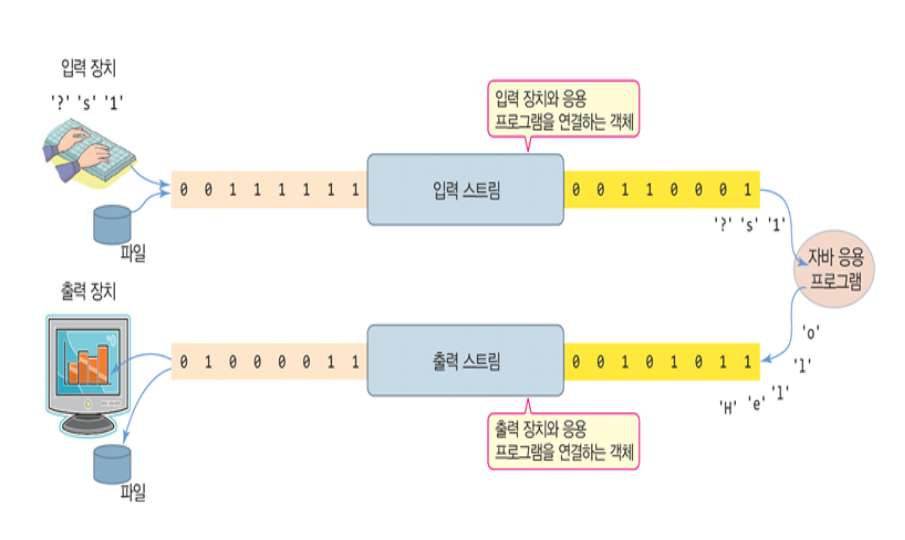 입력 장치
'?' 's' '1'
입력 장치와 응용
프로그램을 연결하는 객체
0 0 1 1 1 1 1 1
입력 스트림
0 0 1 1 0 0 0 1
파일
'?' 's' '1'
자바 응용
프로그램
출력 장치
0 1 0 0 0 0 1 1
출력 스트림
0 0 1 0 1 0 1 1
'o'
'l'
'l'
'e'
'H'
출력 장치와 응용
프로그램을 연결하는 객체
파일